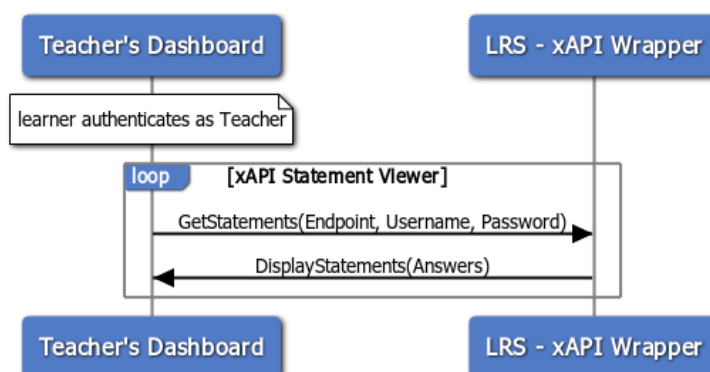 Teacher's Dashboard
LRS - xAPI Wrapper
learner authenticates as Teacher
loop
[xAPI Statement Viewer]
GetStatements(Endpoint, Username, Password)
DisplayStatements(Answers)
Teacher's Dashboard
LRS - xAPI Wrapper